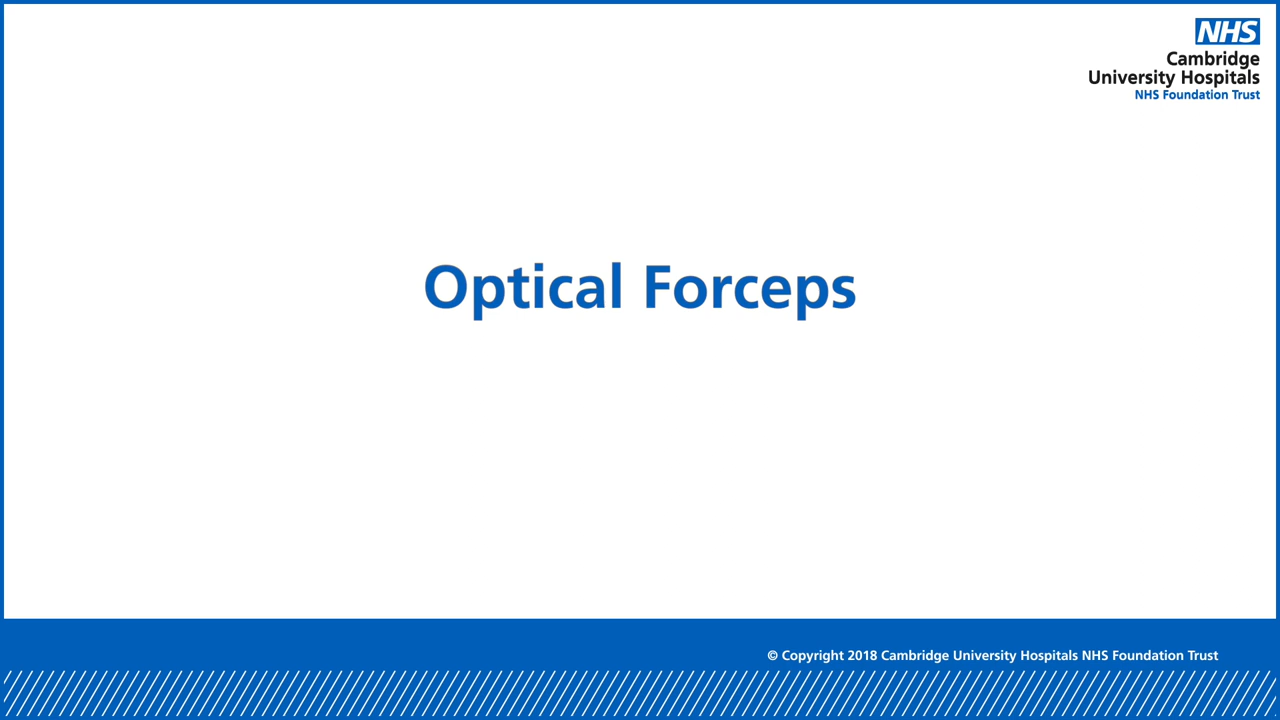 NHS
Cambridge
University Hospitals
NHS Foundation Trust
Optical Forceps
© Copyright 2018 Cambridge University Hospitals NHS Foundation Trust